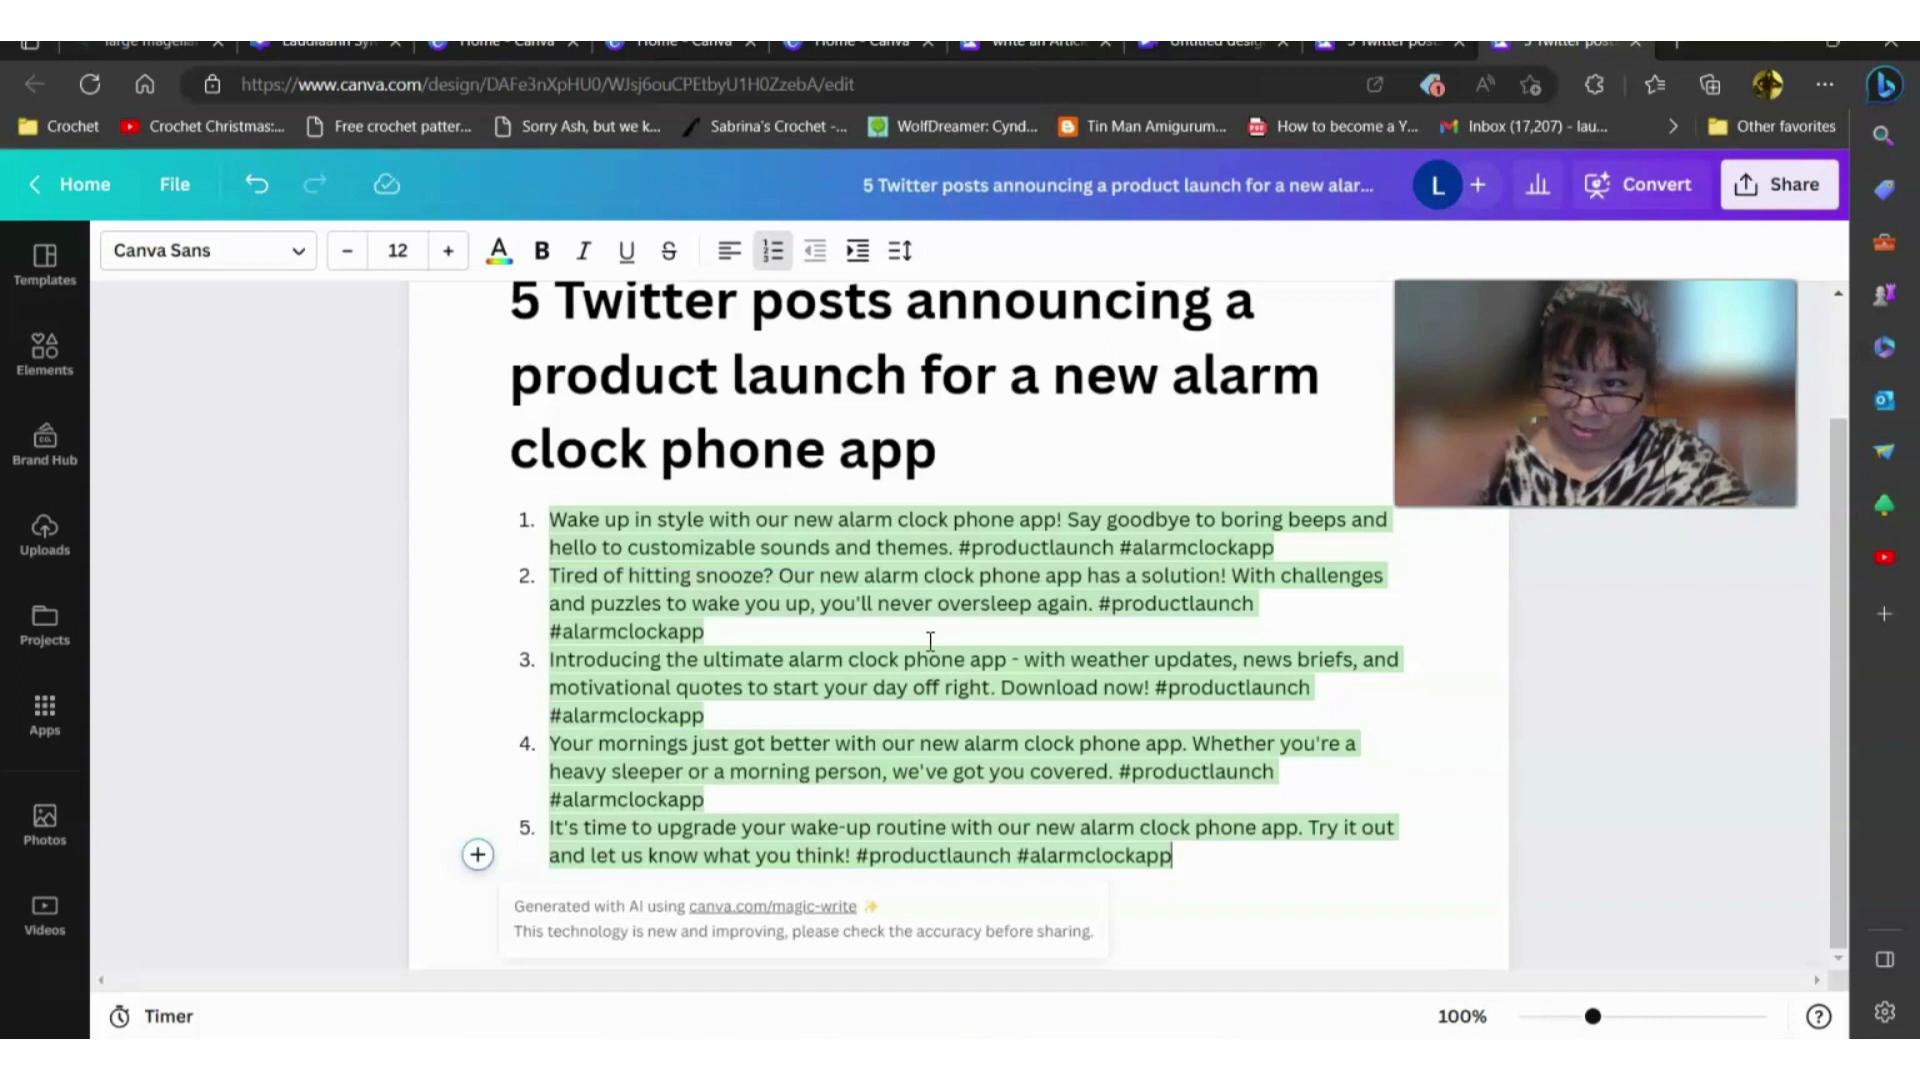 https://www.canva.com/design/DAFe3nXpHU0/WJsj6ouCPEtbyU1H0ZzebA/edit
Crochet
Crochet Christmas:...
Free crochet patter...
Sorry Ash, but we k...
Sabrina's Crochet -...
WolfDreamer: Cynd...
Tin Man Amigurum...
How to become a Y...
Inbox (17,207) - lau...
Other favorites
Home
File
5 Twitter posts announcing a product launch for a new alar...
L
Convert
Share
Canva Sans
12
Templates
Elements
Brand Hub
Uploads
Projects
Apps
Photos
Videos
5 Twitter posts announcing a
product launch for a new alarm
clock phone app
1. Wake up in style with our new alarm clock phone app! Say goodbye to boring beeps and
hello to customizable sounds and themes. #productlaunch #alarmclockapp
2. Tired of hitting snooze? Our new alarm clock phone app has a solution! With challenges
and puzzles to wake you up, you'll never oversleep again. #productlaunch
#alarmclockapp
3. Introducing the ultimate alarm clock phone app - with weather updates, news briefs, and
motivational quotes to start your day off right. Download now! #productlaunch
#alarmclockapp
4. Your mornings just got better with our new alarm clock phone app. Whether you're a
heavy sleeper or a morning person, we've got you covered. #productlaunch
#alarmclockapp
5. It's time to upgrade your wake-up routine with our new alarm clock phone app. Try it out
and let us know what you think! #productlaunch #alarmclockapp
Generated with AI using canva.com/magic-write ✨
This technology is new and improving, please check the accuracy before sharing.
Timer
100%